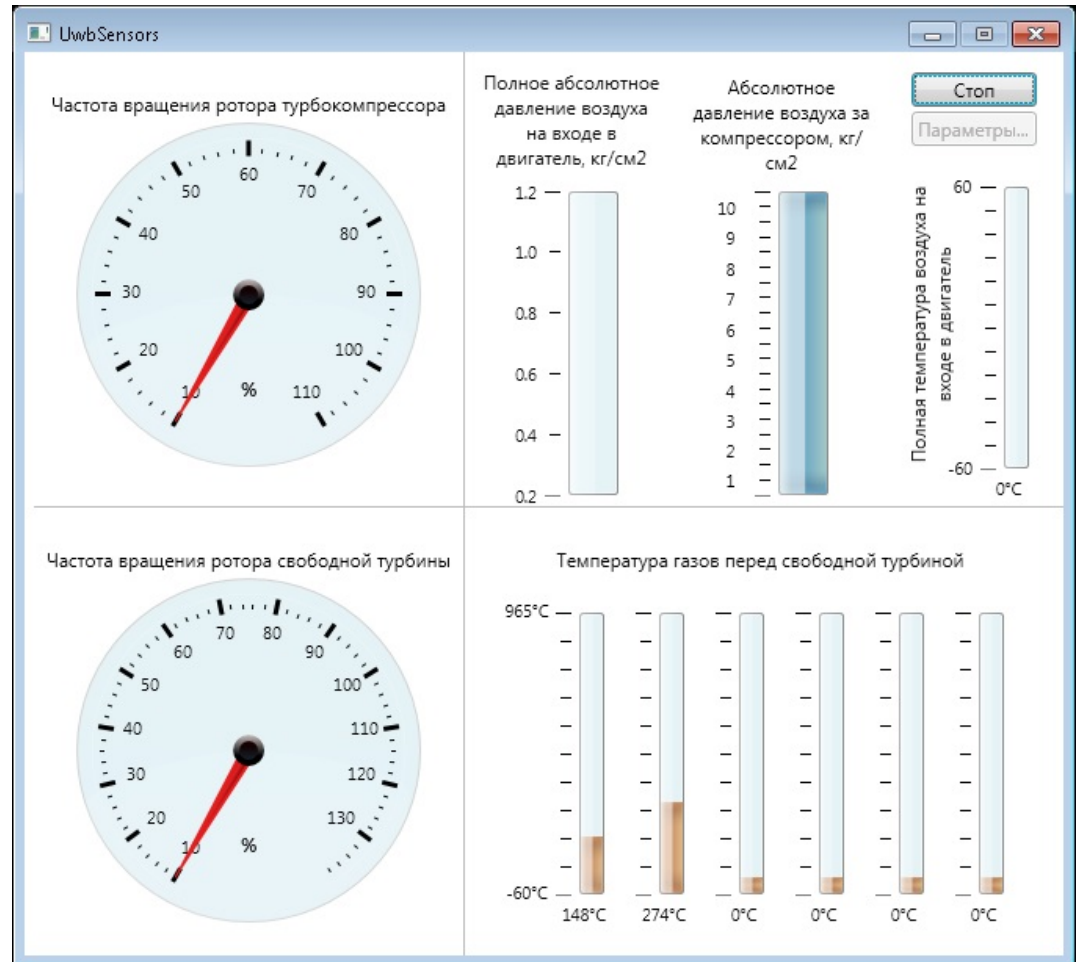 UwbSensors
Частота вращения ротора турбокомпрессора
10
20
30
40
50
60
70
80
90
100
110
%
Полное абсолютное
давление воздуха
на входе в
двигатель, кг/см2
1.2
1.0
0.8
0.6
0.4
0.2
Абсолютное
давление воздуха за
компрессором, кг/
см2
10
9
8
7
6
5
4
3
2
1
Стоп
Параметры...
Полная температура воздуха на
входе в двигатель
60
-60
0°C
Частота вращения ротора свободной турбины
10
20
30
40
50
60
70
80
90
100
110
120
130
%
Температура газов перед свободной турбиной
965°C
-60°C
148°C
274°C
0°C
0°C
0°C
0°C